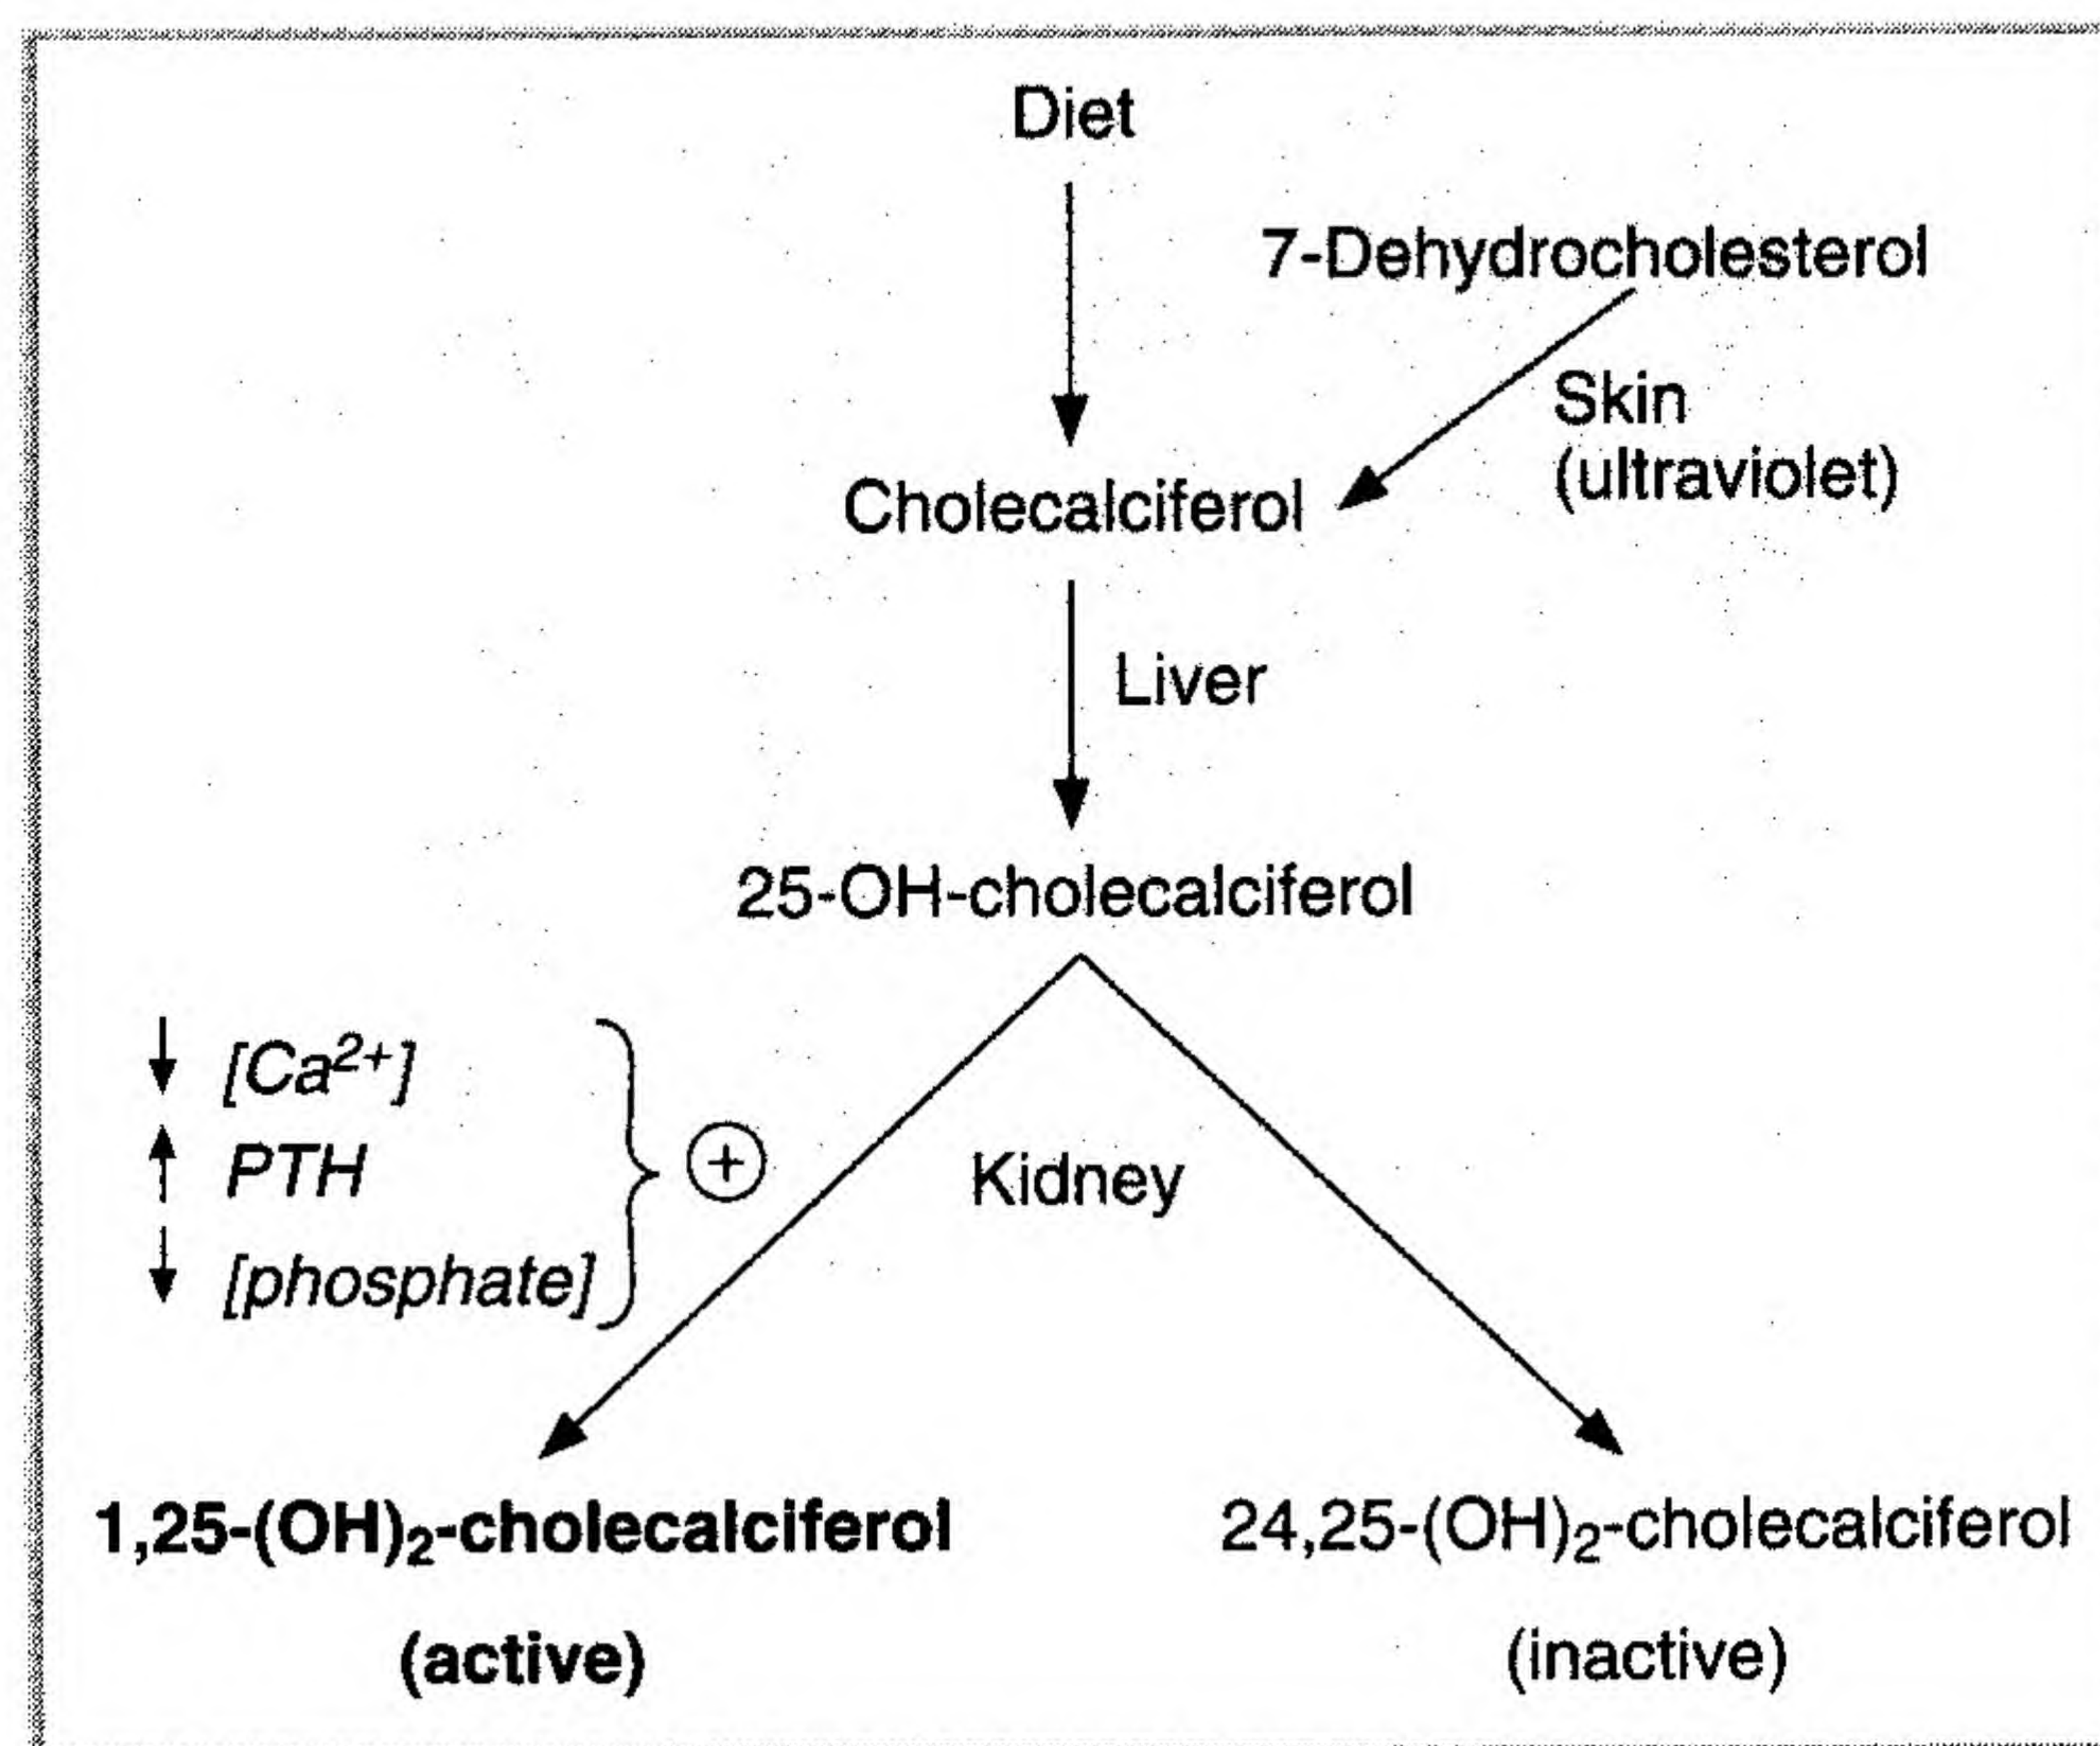 Diet
7-Dehydrocholesterol
Skin
(ultraviolet)
Cholecalciferol
Liver
25-OH-cholecalciferol
↓ [Ca²⁺]
↑ PTH
↓ [phosphate]
+
Kidney
1,25-(OH)₂-cholecalciferol
(active)
24,25-(OH)₂-cholecalciferol
(inactive)